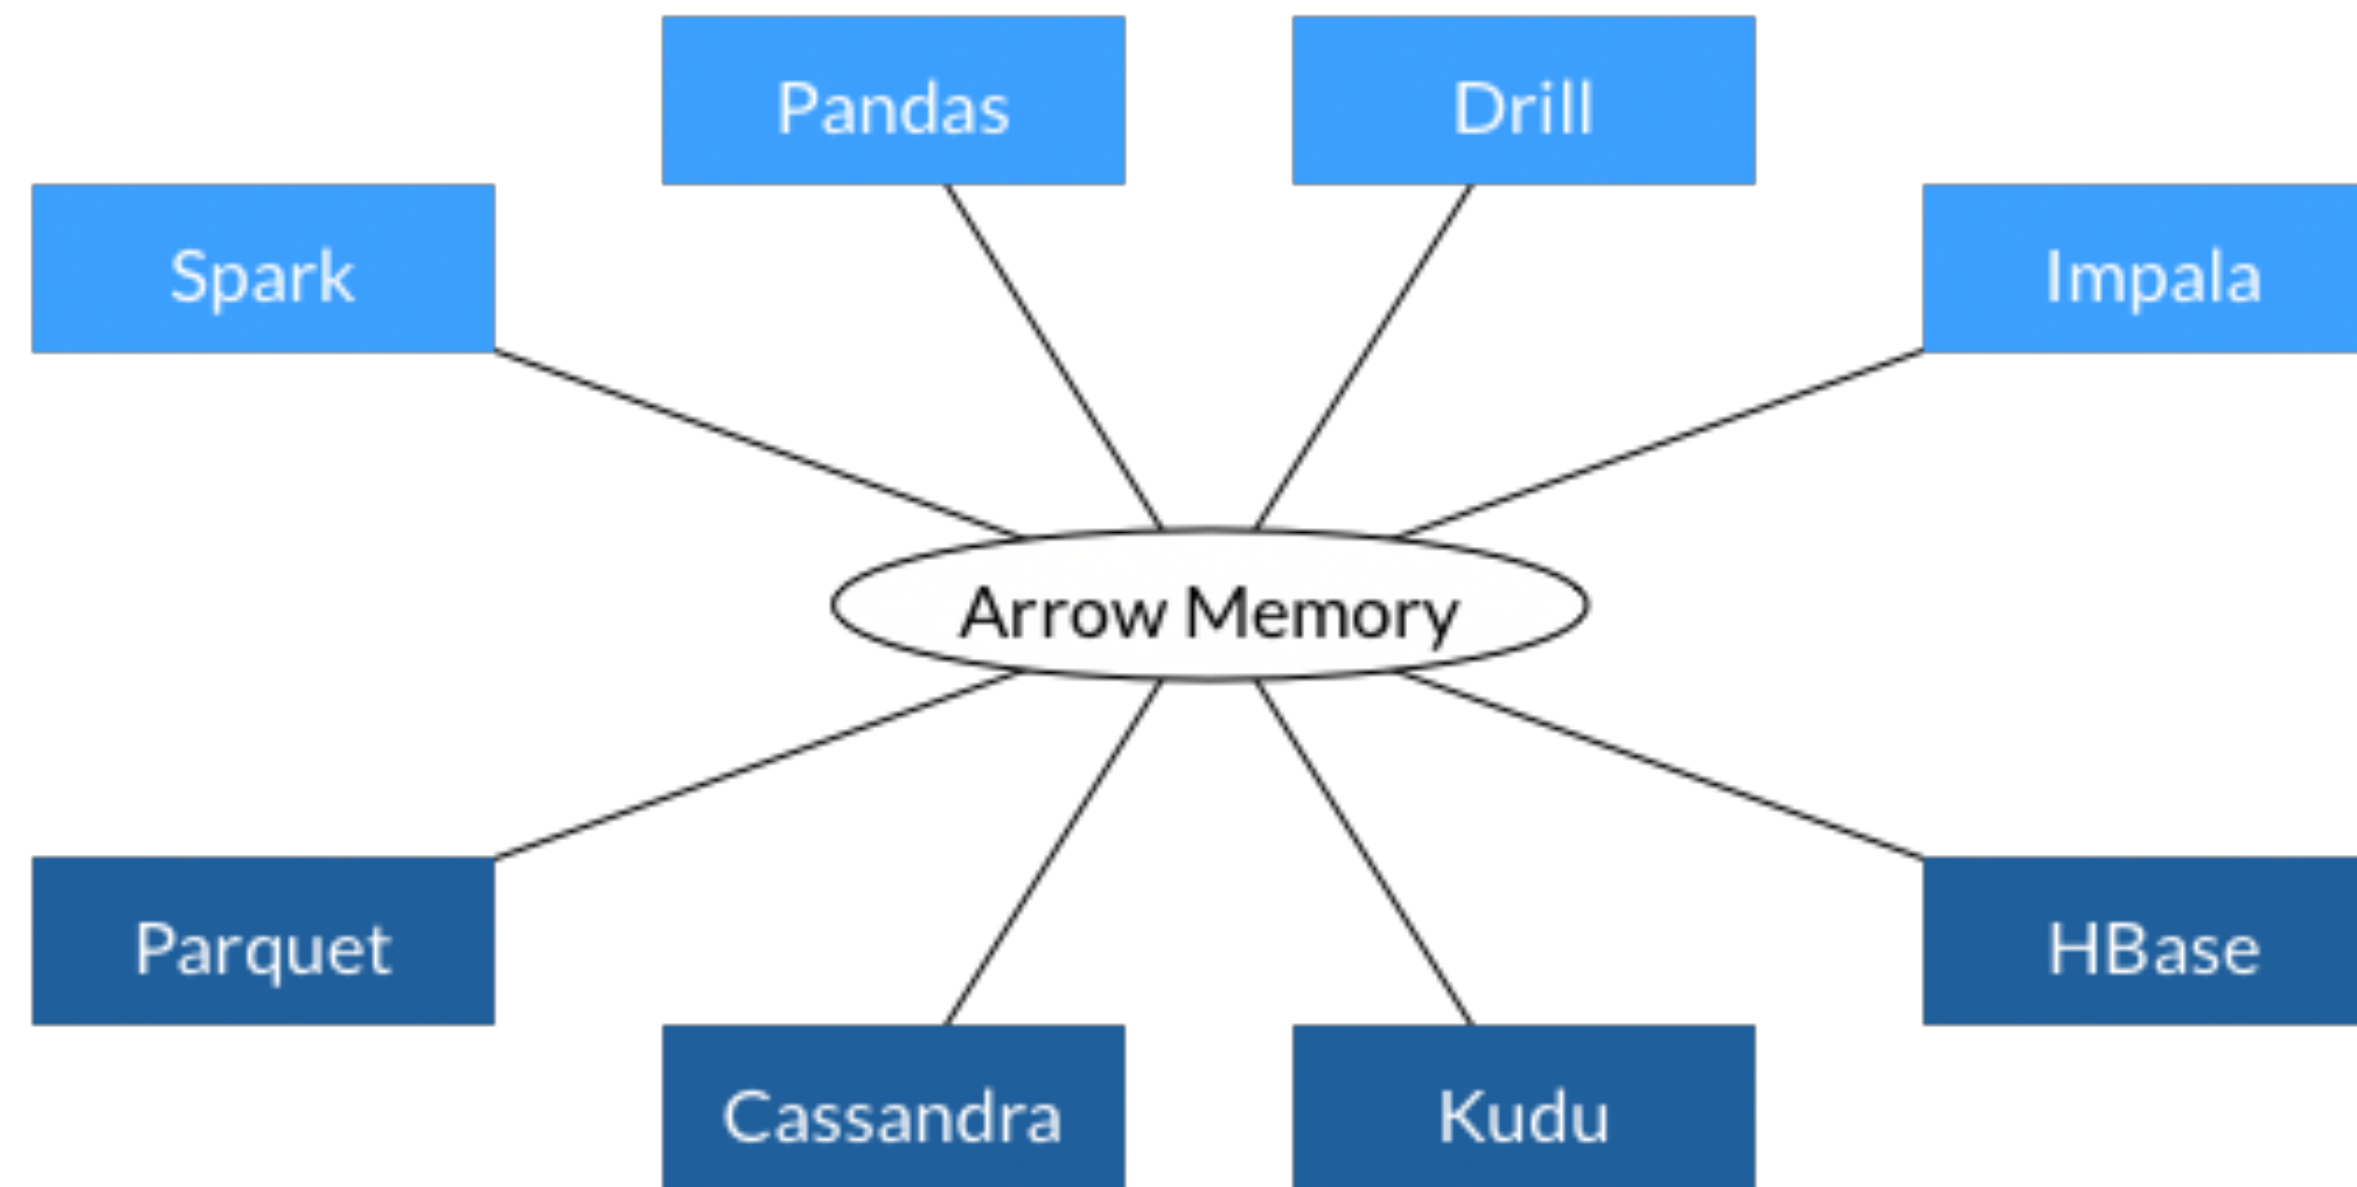 Pandas
Drill
Spark
Impala
Arrow Memory
Parquet
HBase
Cassandra
Kudu